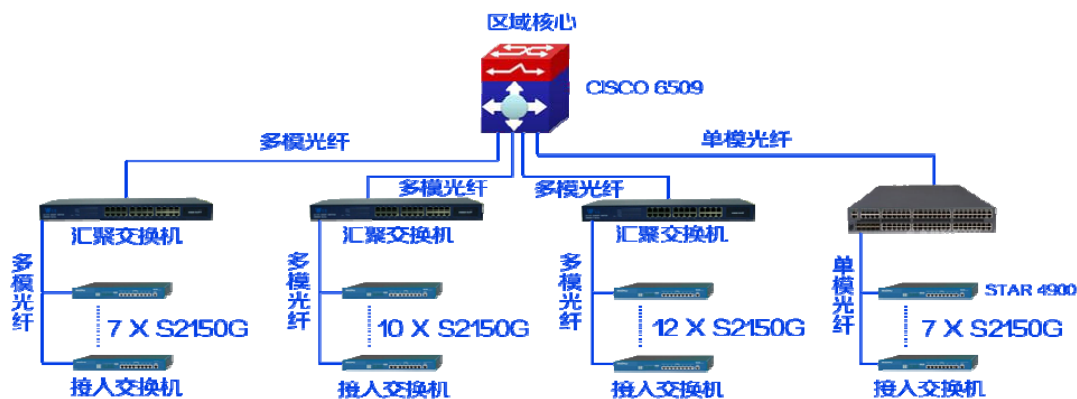 区域核心
CISCO 6509
多模光纤
单模光纤
多模光纤
多模光纤
汇聚交换机
汇聚交换机
汇聚交换机
多模光纤
多模光纤
多模光纤
单模光纤
STAR 4900
7 X S2150G
10 X S2150G
12 X S2150G
7 X S2150G
接入交换机
接入交换机
接入交换机
接入交换机